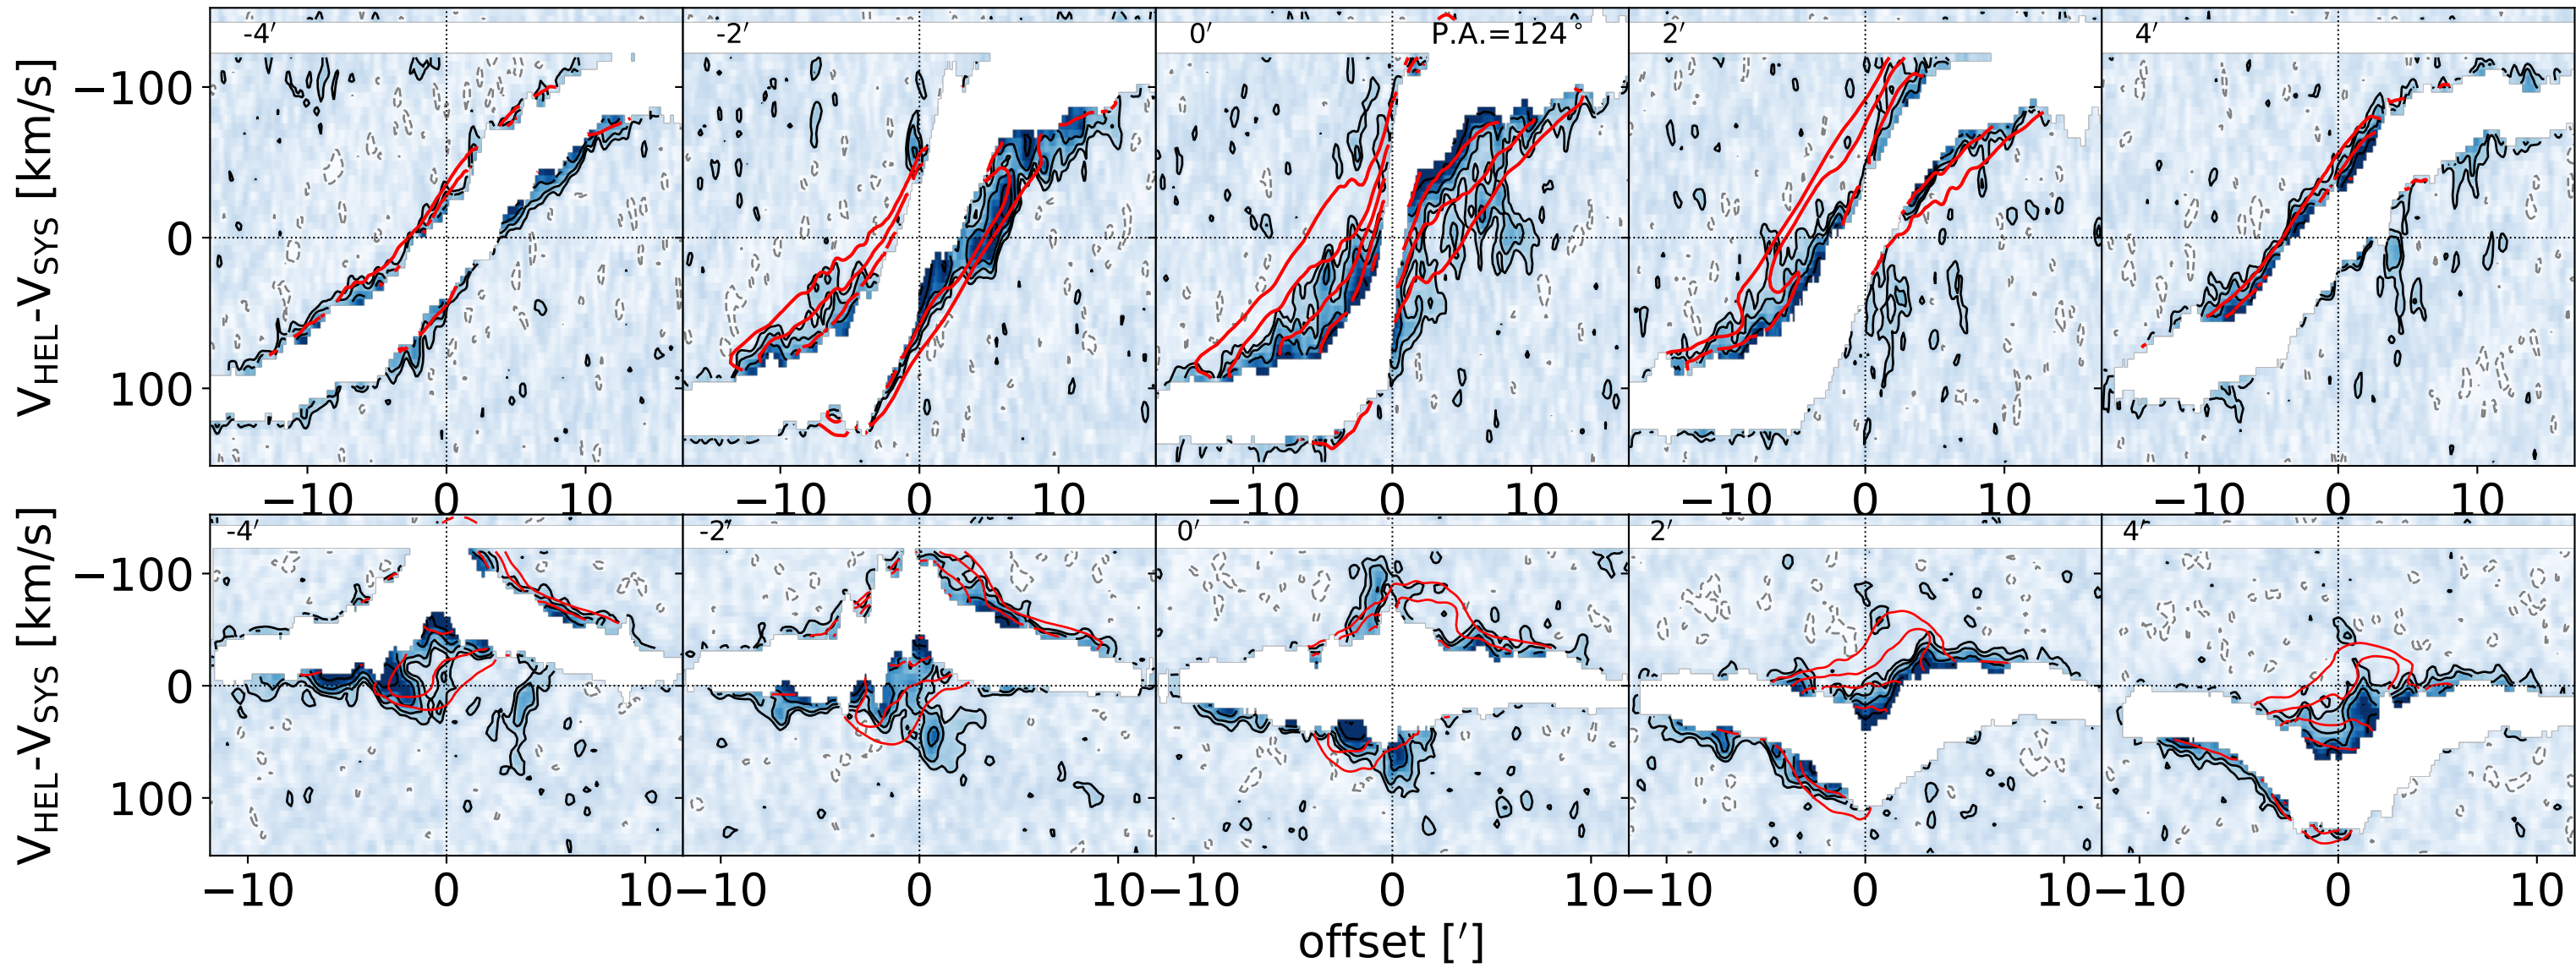 -4′ -2′ 0′ P.A.=124° 2′ 4′
V_HEL-V_SYS [km/s]
−100
0
100
−10 0 10 −10 0 10 −10 0 10 −10 0 10 −10 0 10
-4′ -2′ 0′ 2′ 4′
V_HEL-V_SYS [km/s]
−100
0
100
−10 0 10 −10 0 10 −10 0 10 −10 0 10 −10 0 10
offset [′]